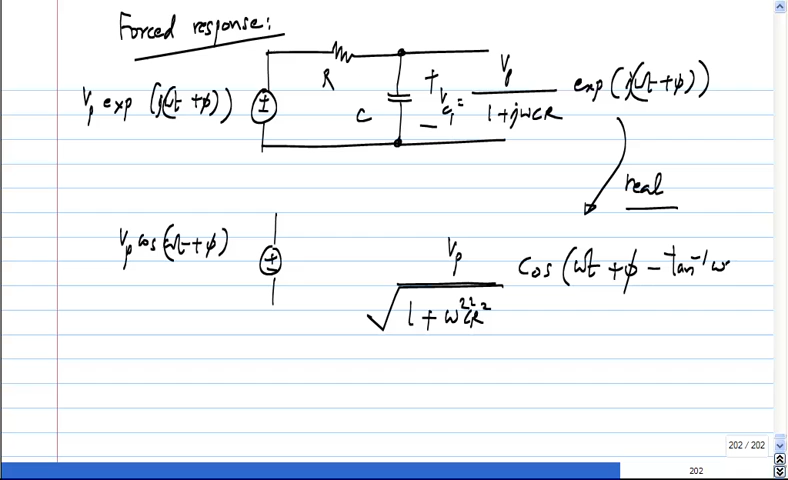 Forced response:
R
V_p exp (j(ωt + φ))
C
+
V_c1 =
−
V_p / 1 + jωCR exp (j(ωt + φ))
real
V_p cos (ωt + φ)
V_p / √(1 + ω²C²R²) cos (ωt + φ − tan⁻¹ ω
202 / 202
202